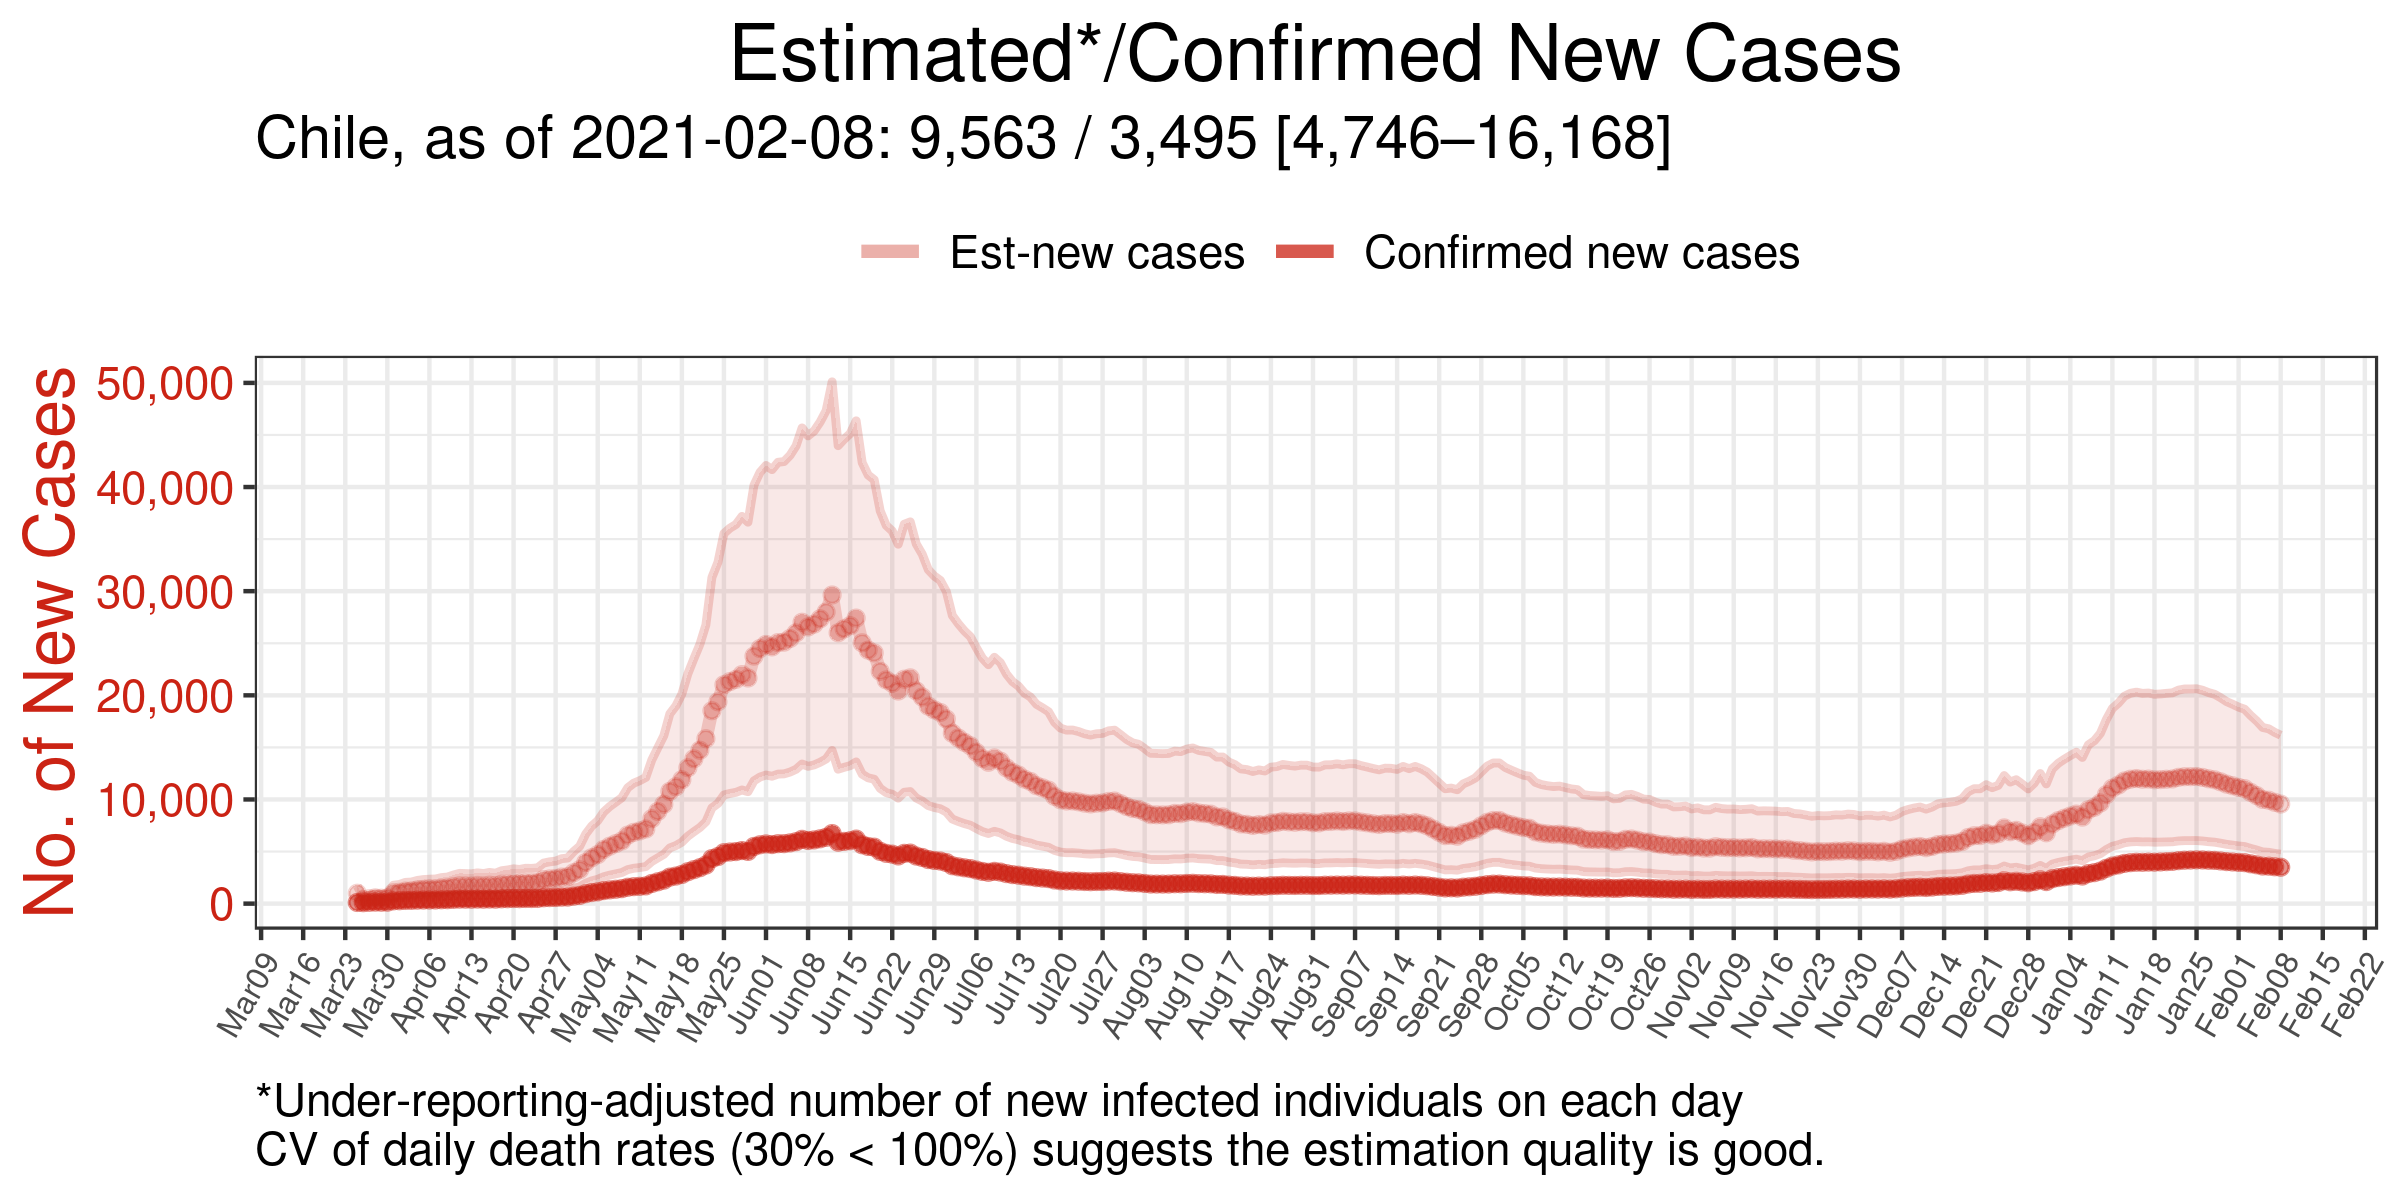 Estimated*/Confirmed New Cases
Chile, as of 2021-02-08: 9,563 / 3,495 [4,746–16,168]
Est-new cases Confirmed new cases
No. of New Cases
50,000
40,000
30,000
20,000
10,000
0
Mar09 Mar16 Mar23 Mar30 Apr06 Apr13 Apr20 Apr27 May04 May11 May18 May25 Jun01 Jun08 Jun15 Jun22 Jun29 Jul06 Jul13 Jul20 Jul27 Aug03 Aug10 Aug17 Aug24 Aug31 Sep07 Sep14 Sep21 Sep28 Oct05 Oct12 Oct19 Oct26 Nov02 Nov09 Nov16 Nov23 Nov30 Dec07 Dec14 Dec21 Dec28 Jan04 Jan11 Jan18 Jan25 Feb01 Feb08 Feb15 Feb22
*Under-reporting-adjusted number of new infected individuals on each day
CV of daily death rates (30% < 100%) suggests the estimation quality is good.